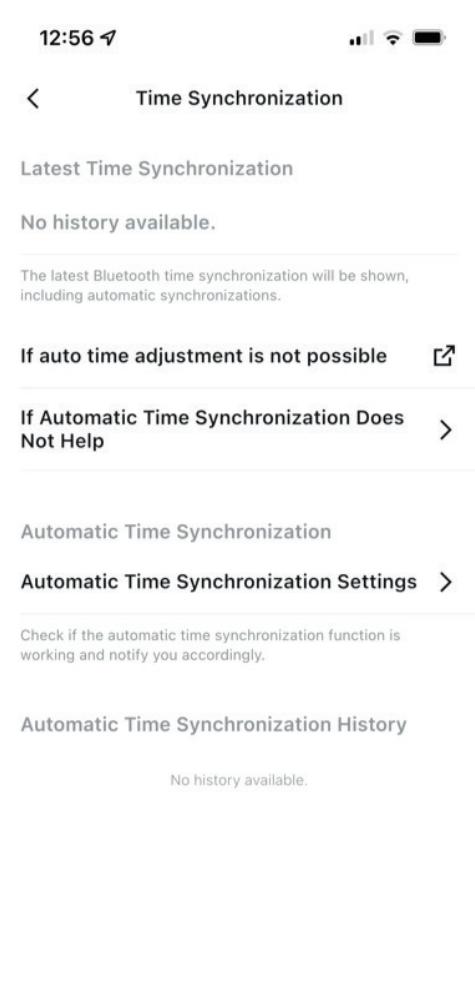 12:56
Time Synchronization
Latest Time Synchronization
No history available.
The latest Bluetooth time synchronization will be shown,
including automatic synchronizations.
If auto time adjustment is not possible
If Automatic Time Synchronization Does
Not Help
Automatic Time Synchronization
Automatic Time Synchronization Settings
Check if the automatic time synchronization function is
working and notify you accordingly.
Automatic Time Synchronization History
No history available.